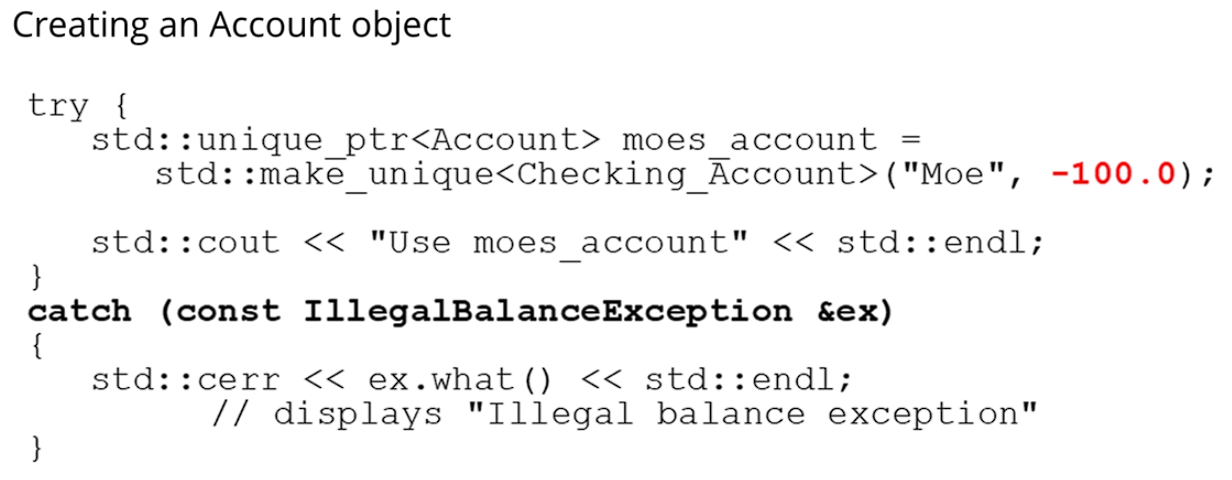 Creating an Account object
try {
std::unique_ptr<Account> moes_account =
std::make_unique<Checking_Account>("Moe", -100.0);
std::cout << "Use moes_account" << std::endl;
}
catch (const IllegalBalanceException &ex)
{
std::cerr << ex.what() << std::endl;
// displays "Illegal balance exception"
}